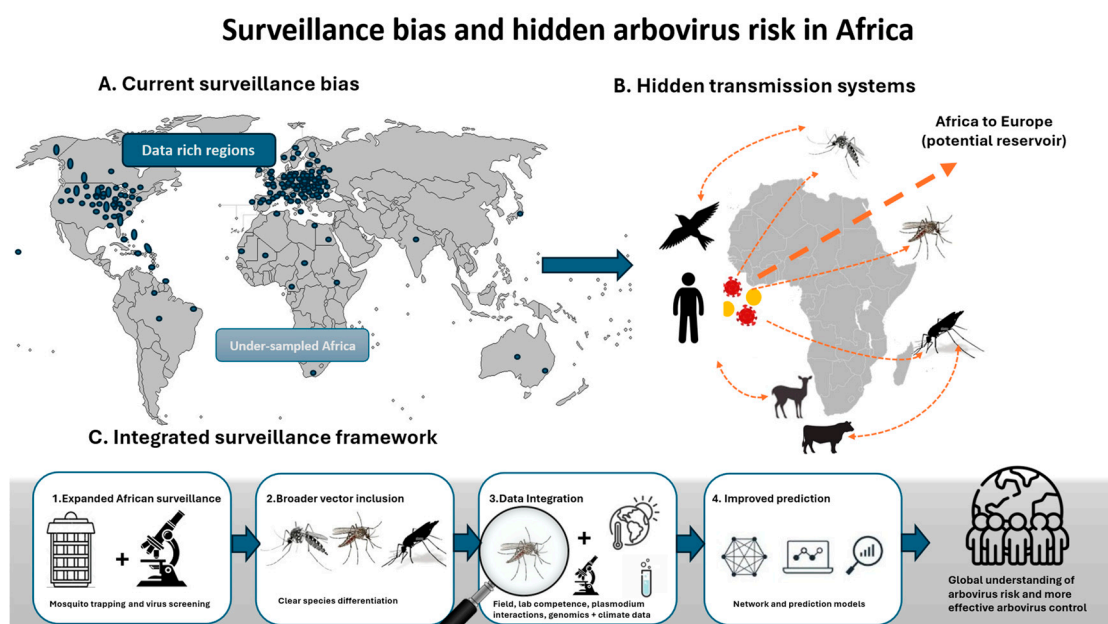 Surveillance bias and hidden arbovirus risk in Africa
A. Current surveillance bias
Data rich regions
Under-sampled Africa
B. Hidden transmission systems
Africa to Europe
(potential reservoir)
C. Integrated surveillance framework
1.Expanded African surveillance
Mosquito trapping and virus screening
2.Broader vector inclusion
Clear species differentiation
3.Data Integration
Field, lab competence, plasmodium
interactions, genomics + climate data
4. Improved prediction
Network and prediction models
Global understanding of
arbovirus risk and more
effective arbovirus control